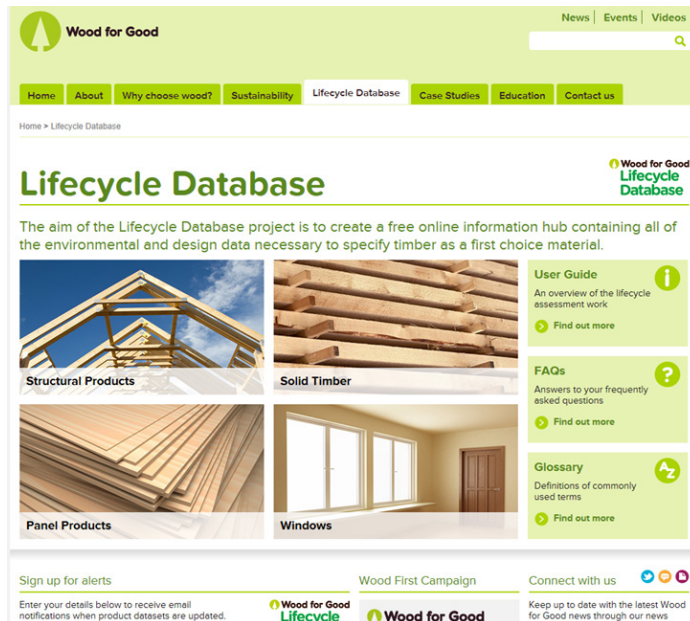 Wood for Good
News | Events | Videos
Home
About
Why choose wood?
Sustainability
Lifecycle Database
Case Studies
Education
Contact us
Home > Lifecycle Database
Lifecycle Database
Wood for Good
Lifecycle
Database
The aim of the Lifecycle Database project is to create a free online information hub containing all of
the environmental and design data necessary to specify timber as a first choice material.
Structural Products
Solid Timber
Panel Products
Windows
User Guide
i
An overview of the lifecycle
assessment work
Find out more
FAQs
?
Answers to your frequently
asked questions
Find out more
Glossary
AZ
Definitions of commonly
used terms
Find out more
Sign up for alerts
Enter your details below to receive email
notifications when product datasets are updated.
Wood for Good
Lifecycle
Wood First Campaign
Wood for Good
Connect with us
Keep up to date with the latest Wood
for Good news through our news